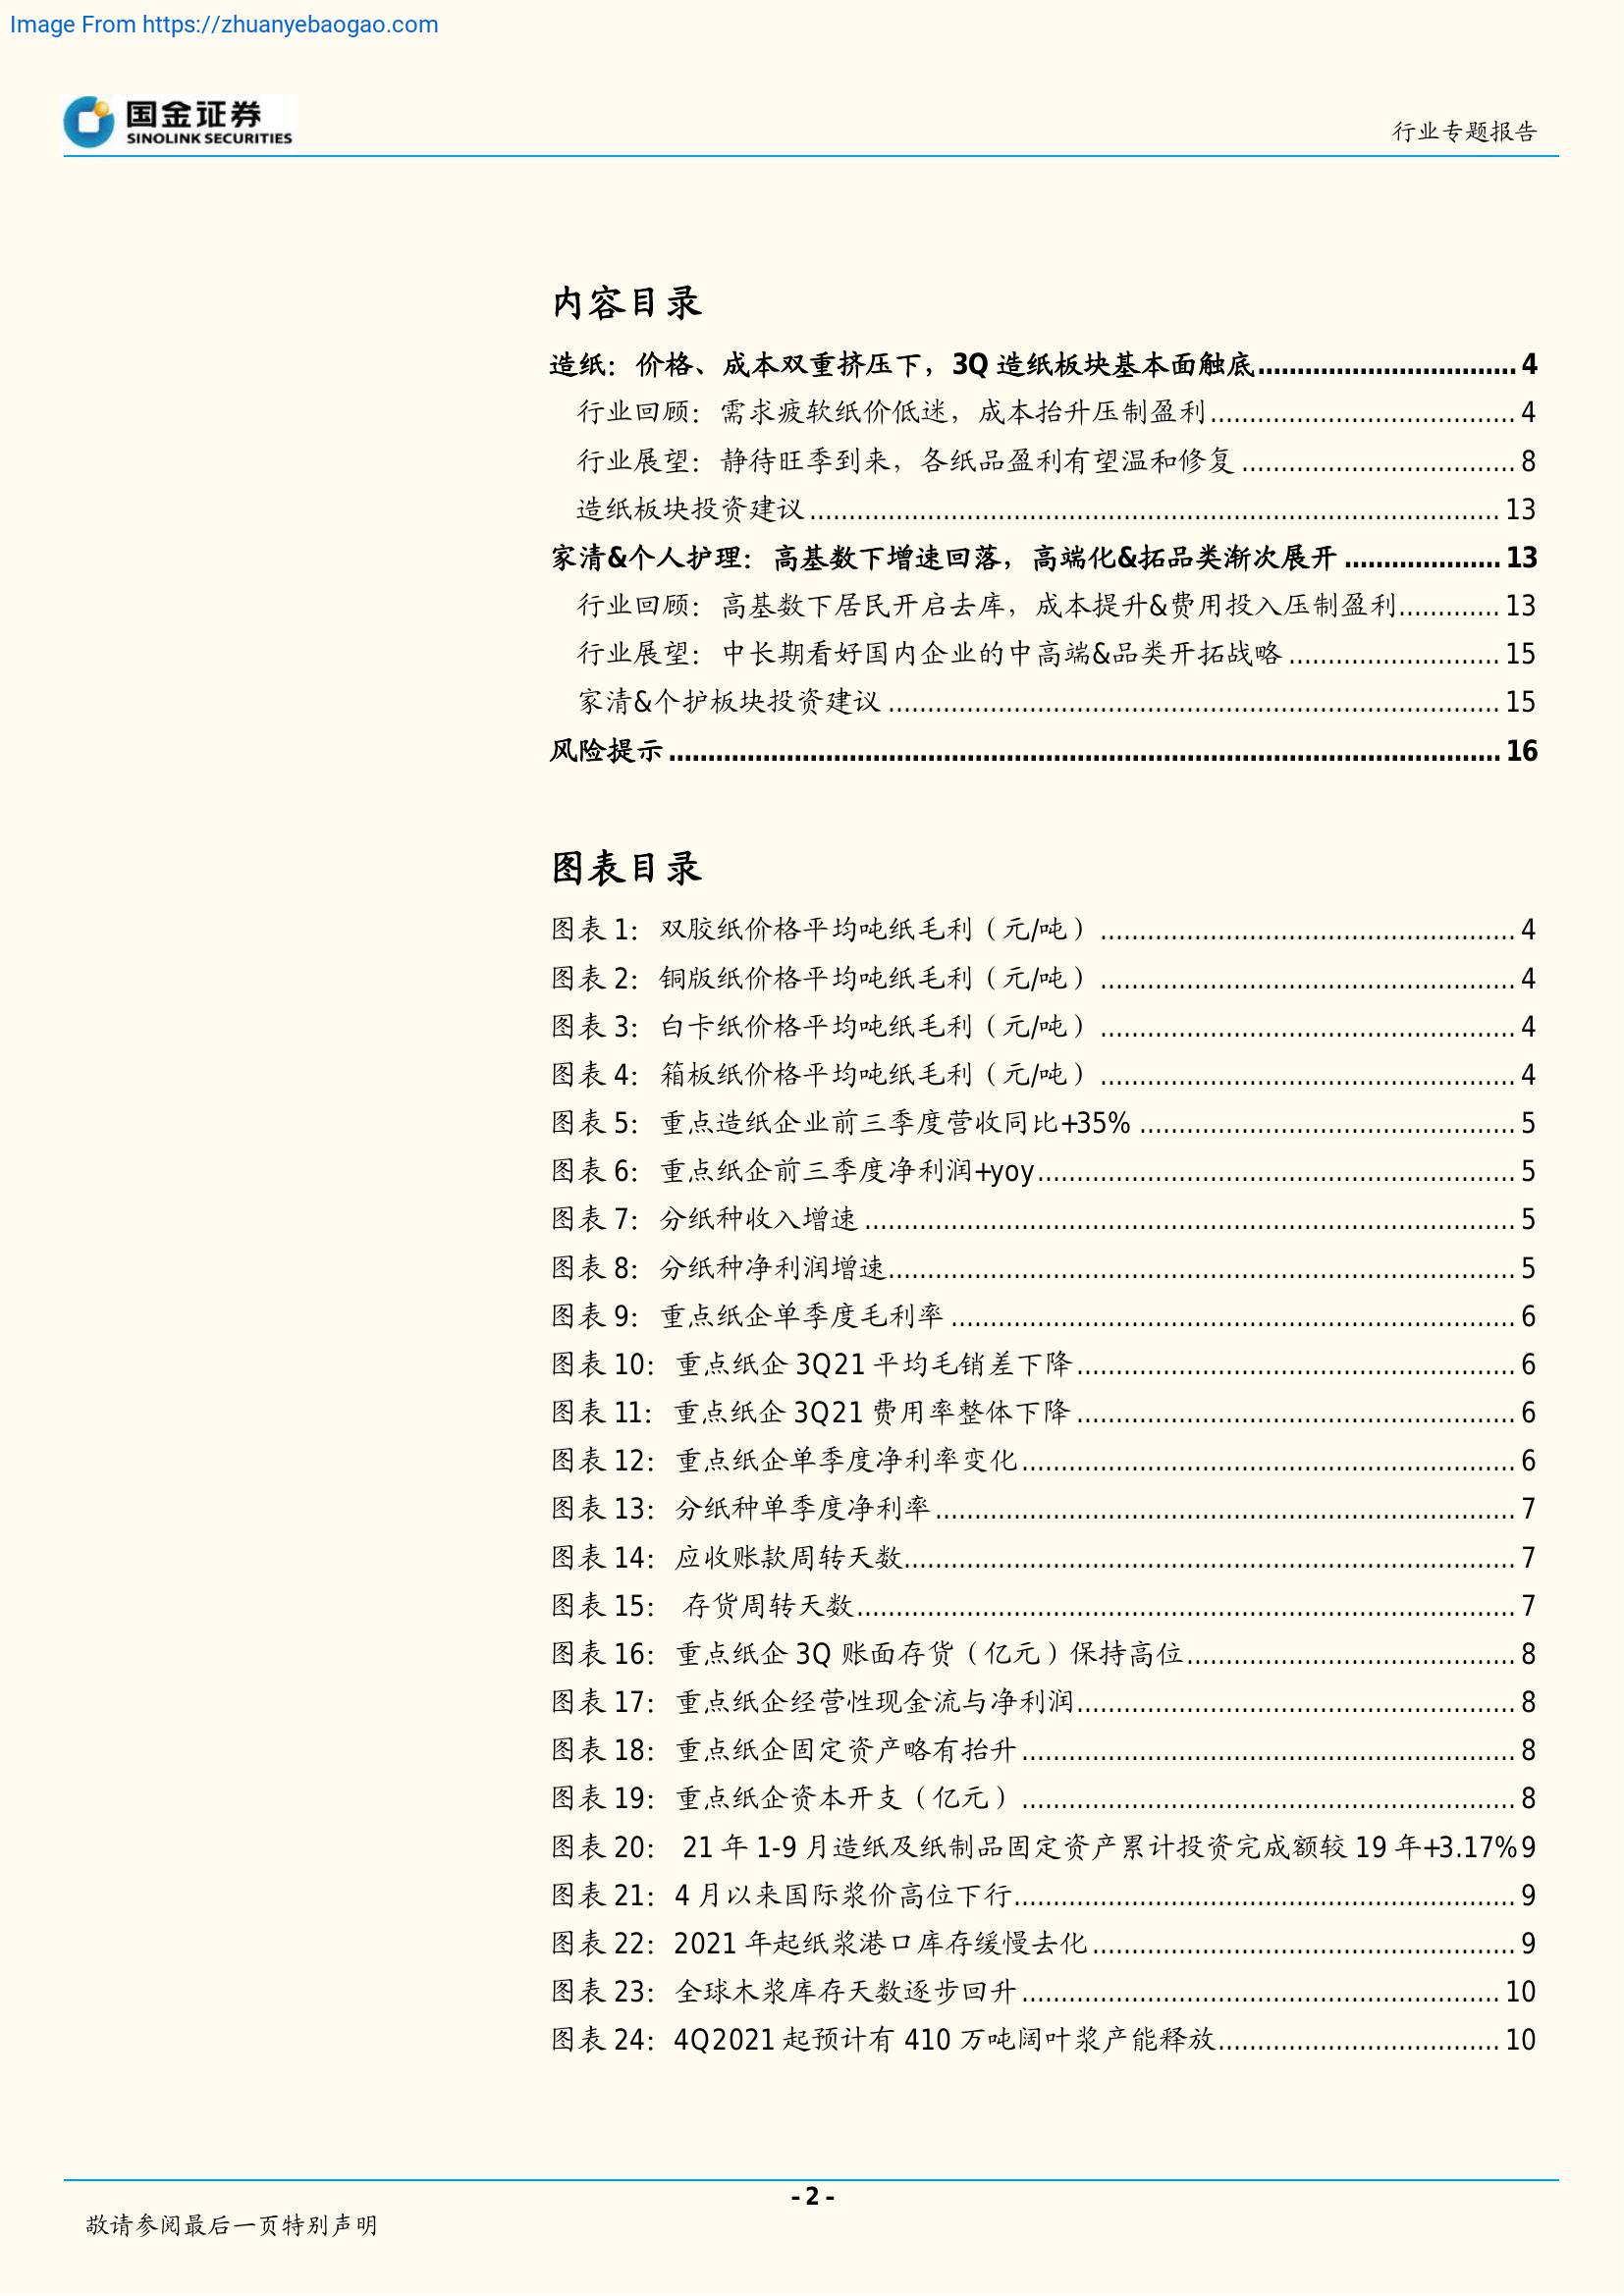 Image From https://zhuanyebaogao.com
国金证券
SINOLINK SECURITIES
行业专题报告
内容目录
造纸：价格、成本双重挤压下，3Q 造纸板块基本面触底................................. 4
行业回顾：需求疲软纸价低迷，成本抬升压制盈利....................................... 4
行业展望：静待旺季到来，各纸品盈利有望温和修复................................... 8
造纸板块投资建议........................................................................................ 13
家清&个人护理：高基数下增速回落，高端化&拓品类渐次展开.................... 13
行业回顾：高基数下居民开启去库，成本提升&费用投入压制盈利............. 13
行业展望：中长期看好国内企业的中高端&品类开拓战略........................... 15
家清&个护板块投资建议.............................................................................. 15
风险提示.......................................................................................................... 16
图表目录
图表 1：双胶纸价格平均吨纸毛利（元/吨）..................................................... 4
图表 2：铜版纸价格平均吨纸毛利（元/吨）..................................................... 4
图表 3：白卡纸价格平均吨纸毛利（元/吨）..................................................... 4
图表 4：箱板纸价格平均吨纸毛利（元/吨）..................................................... 4
图表 5：重点造纸企业前三季度营收同比+35%................................................ 5
图表 6：重点纸企前三季度净利润+yoy............................................................. 5
图表 7：分纸种收入增速................................................................................... 5
图表 8：分纸种净利润增速................................................................................ 5
图表 9：重点纸企单季度毛利率........................................................................ 6
图表 10：重点纸企 3Q21 平均毛销差下降........................................................ 6
图表 11：重点纸企 3Q21 费用率整体下降........................................................ 6
图表 12：重点纸企单季度净利率变化............................................................... 6
图表 13：分纸种单季度净利率.......................................................................... 7
图表 14：应收账款周转天数.............................................................................. 7
图表 15： 存货周转天数.................................................................................... 7
图表 16：重点纸企 3Q 账面存货（亿元）保持高位.......................................... 8
图表 17：重点纸企经营性现金流与净利润........................................................ 8
图表 18：重点纸企固定资产略有抬升............................................................... 8
图表 19：重点纸企资本开支（亿元）............................................................... 8
图表 20： 21 年 1-9 月造纸及纸制品固定资产累计投资完成额较 19 年+3.17% 9
图表 21：4 月以来国际浆价高位下行................................................................ 9
图表 22：2021 年起纸浆港口库存缓慢去化...................................................... 9
图表 23：全球木浆库存天数逐步回升............................................................. 10
图表 24：4Q2021 起预计有 410 万吨阔叶浆产能释放.................................... 10
- 2 -
敬请参阅最后一页特别声明